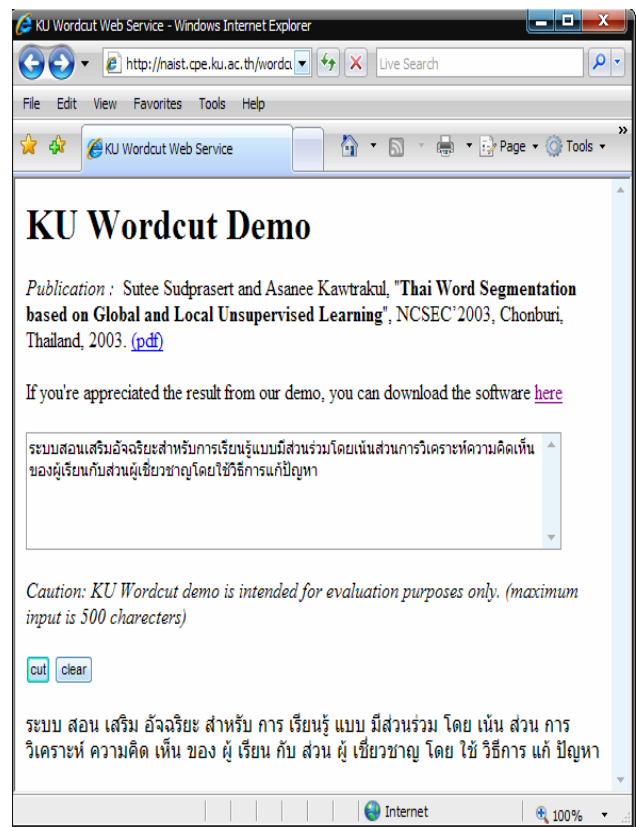 KU Wordcut Web Service - Windows Internet Explorer
http://naist.cpe.ku.ac.th/wordcu
Live Search
File Edit View Favorites Tools Help
KU Wordcut Web Service
Page Tools
KU Wordcut Demo
Publication : Sutee Sudprasert and Asanee Kawtrakul, "Thai Word Segmentation
based on Global and Local Unsupervised Learning", NCSEC`2003, Chonburi,
Thailand, 2003. (pdf)
If you're appreciated the result from our demo, you can download the software here
ระบบสอนเสริมอัจฉริยะสำหรับการเรียนรู้แบบมีส่วนร่วมโดยเน้นส่วนการวิเคราะห์ความคิดเห็น
ของผู้เรียนกับส่วนผู้เชี่ยวชาญโดยใช้วิธีการแก้ปัญหา
Caution: KU Wordcut demo is intended for evaluation purposes only. (maximum
input is 500 charecters)
cut clear
ระบบ สอน เสริม อัจฉริยะ สำหรับ การ เรียนรู้ แบบ มีส่วนร่วม โดย เน้น ส่วน การ
วิเคราะห์ ความคิด เห็น ของ ผู้ เรียน กับ ส่วน ผู้ เชี่ยวชาญ โดย ใช้ วิธีการ แก้ ปัญหา
Internet 100%